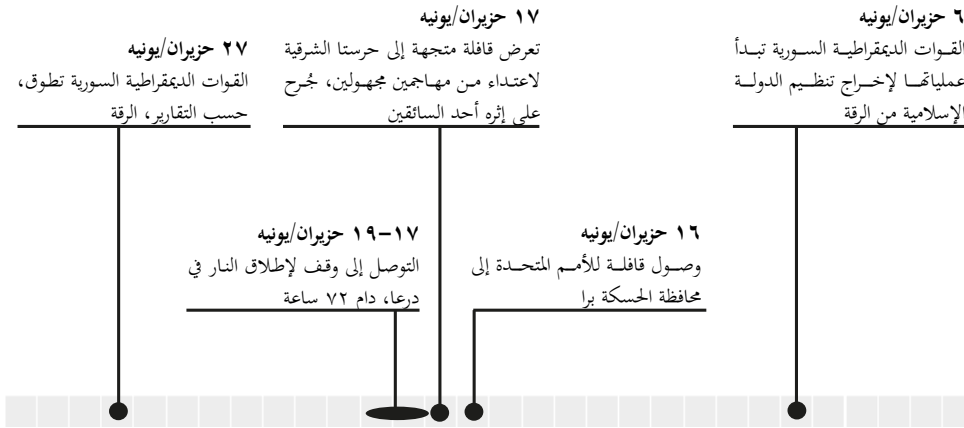 ٦ حزيران/يونيه
القوات الديمقراطية السورية تبدأ
عملياتها لإخراج تنظيم الدولة
الإسلامية من الرقة
١٦ حزيران/يونيه
وصول قافلة للأمم المتحدة إلى
محافظة الحسكة برا
١٧ حزيران/يونيه
تعرض قافلة متجهة إلى حرستا الشرقية
لاعتداء من مهاجمين مجهولين، جُرح
على إثره أحد السائقين
١٧-١٩ حزيران/يونيه
التوصل إلى وقف لإطلاق النار في
درعا، دام ٧٢ ساعة
٢٧ حزيران/يونيه
القوات الديمقراطية السورية تطوق،
حسب التقارير، الرقة